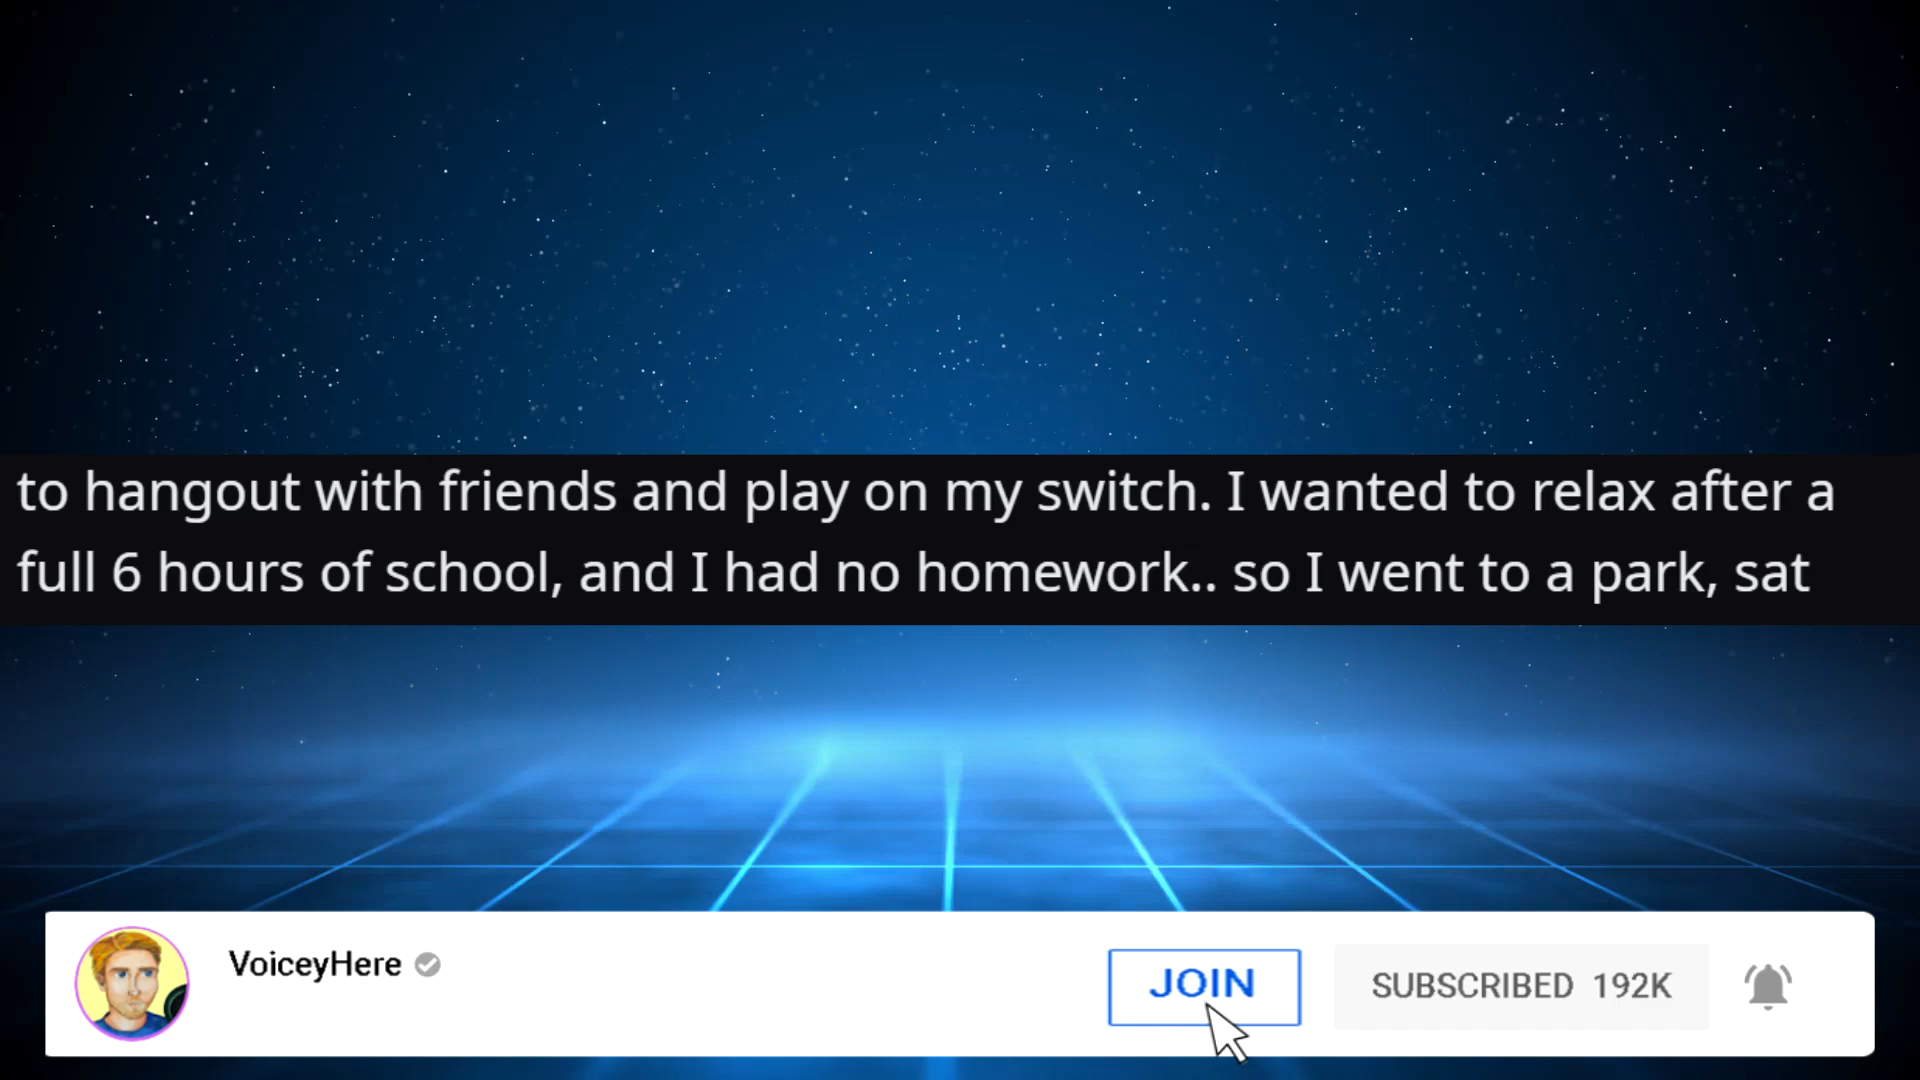 to hangout with friends and play on my switch. I wanted to relax after a
full 6 hours of school, and I had no homework.. so I went to a park, sat
VoiceyHere
JOIN
SUBSCRIBED 192K